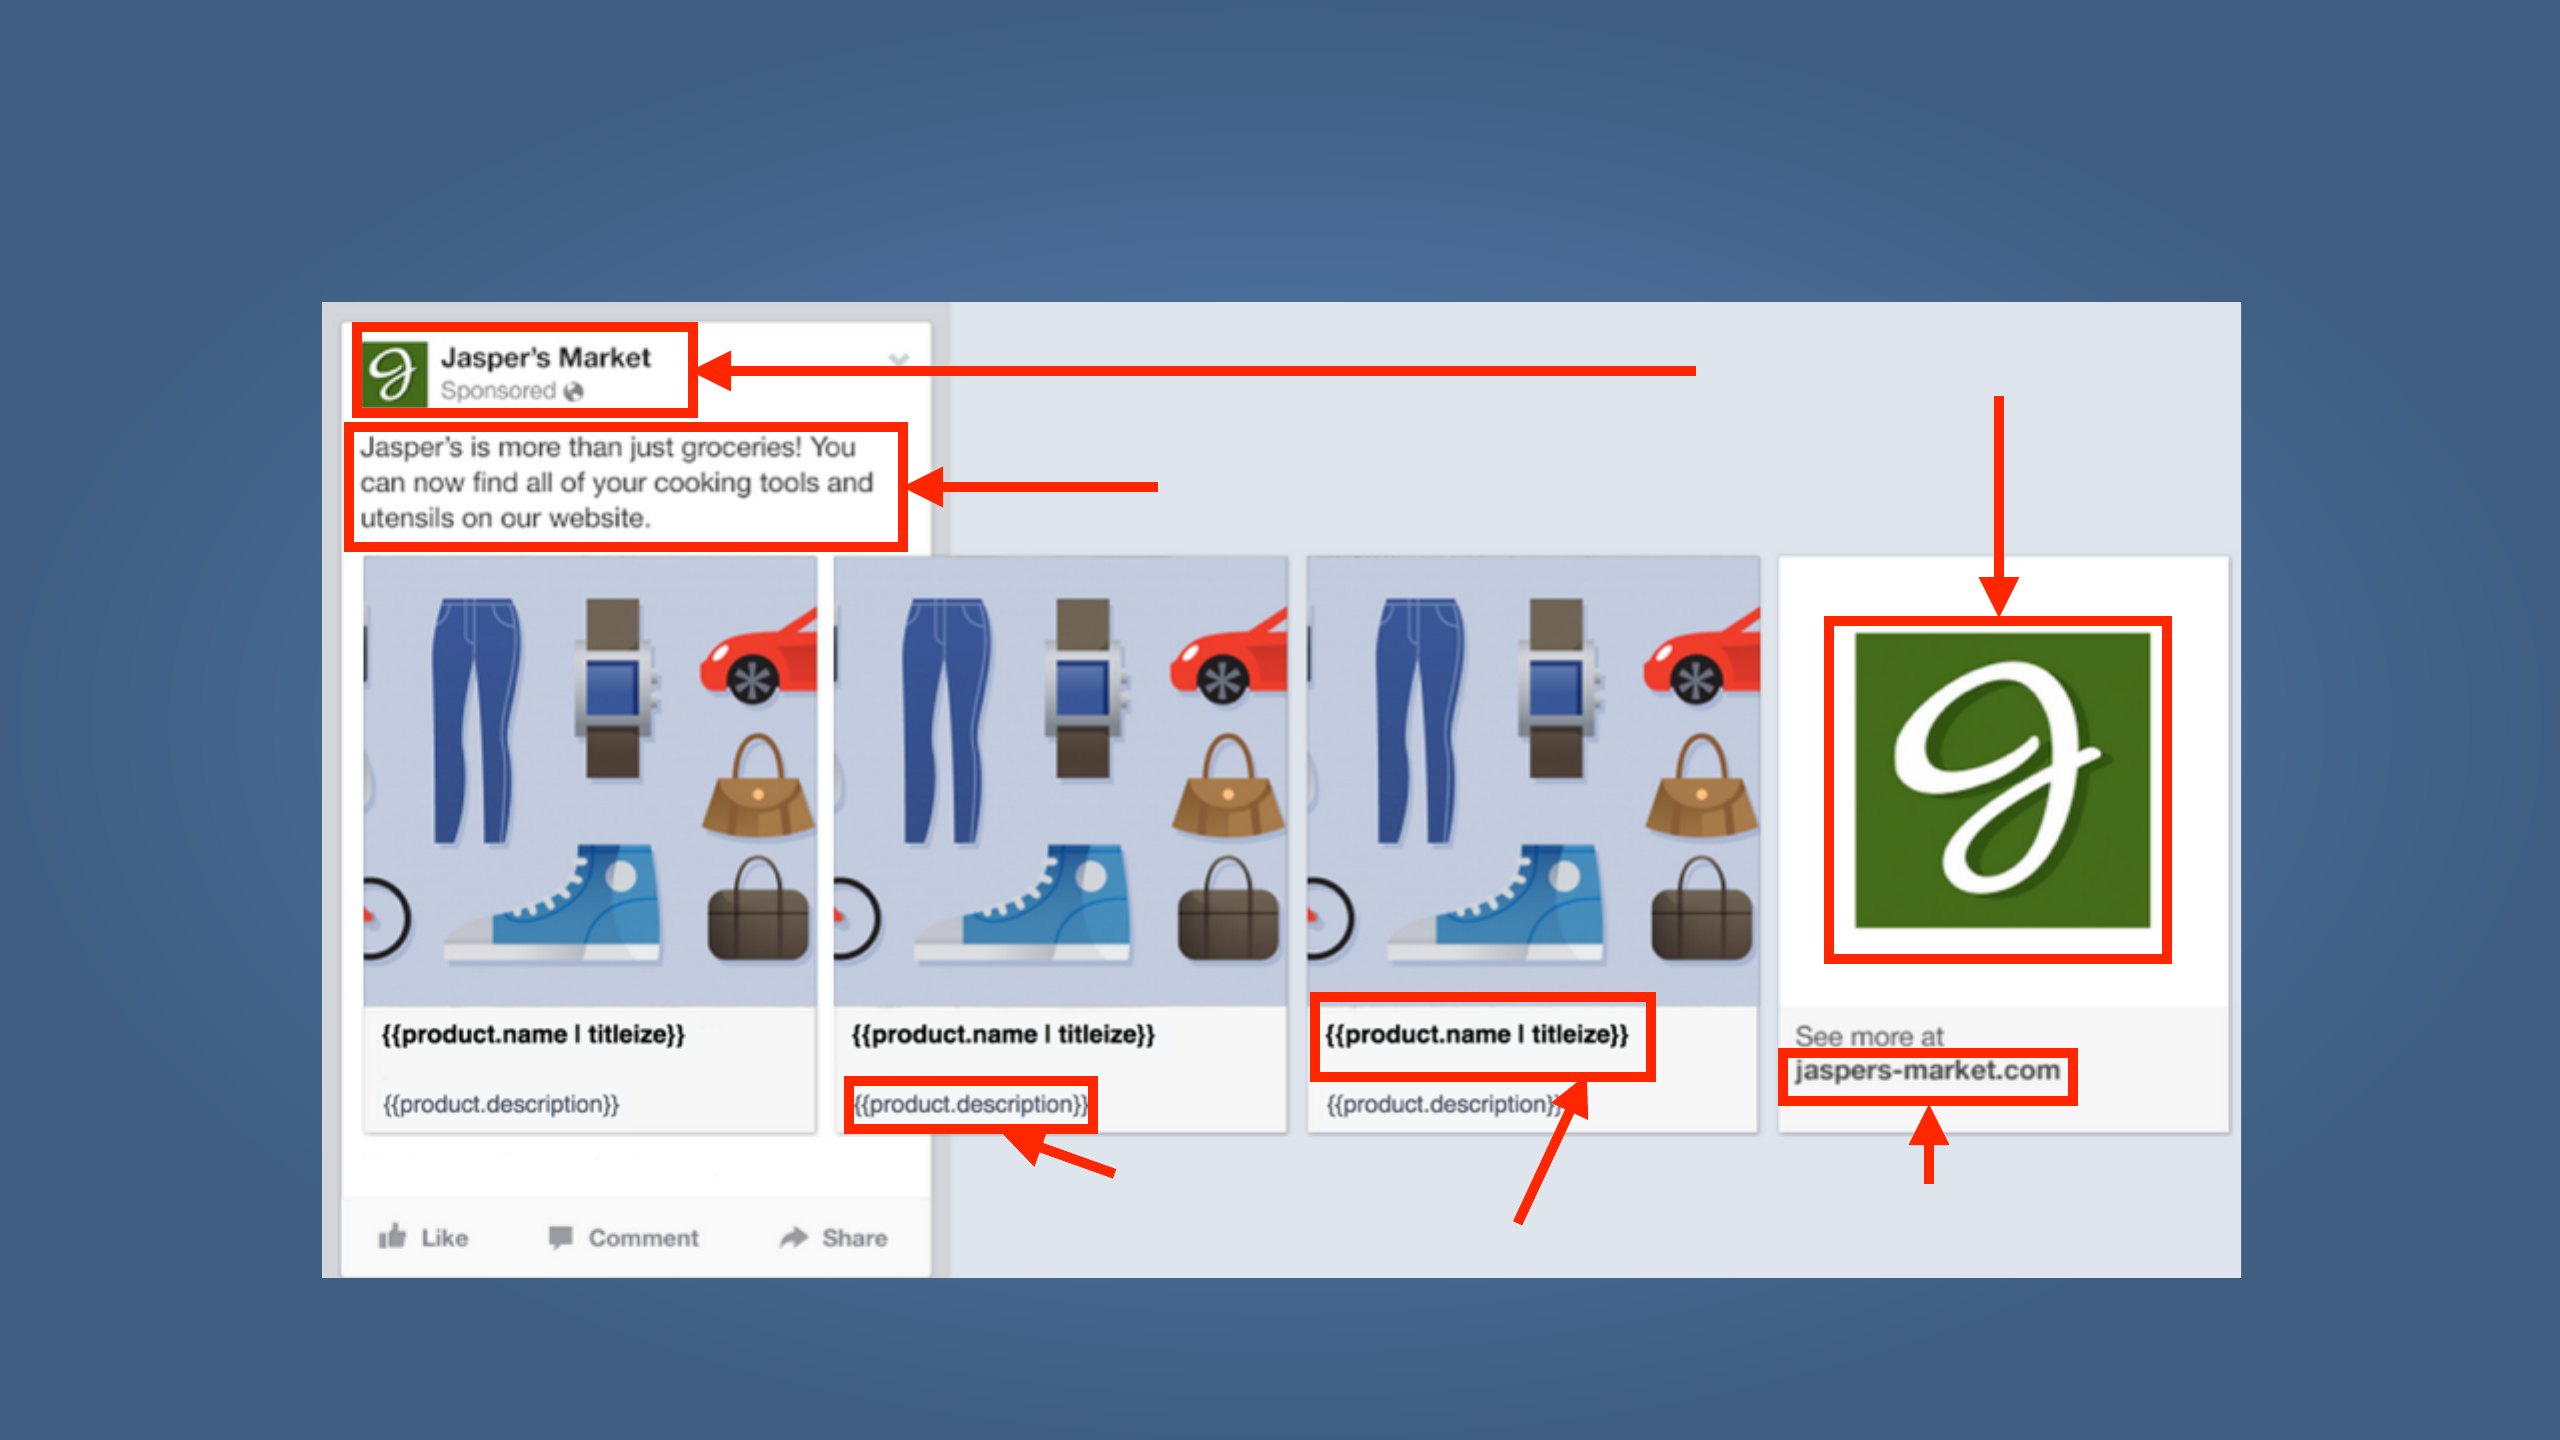 Jasper's Market
Sponsored
Jasper's is more than just groceries! You
can now find all of your cooking tools and
utensils on our website.
{{product.name | titleize}}
{{product.description}}
{{product.name | titleize}}
{{product.description}}
{{product.name | titleize}}
{{product.description}}
See more at
jaspers-market.com
Like
Comment
Share